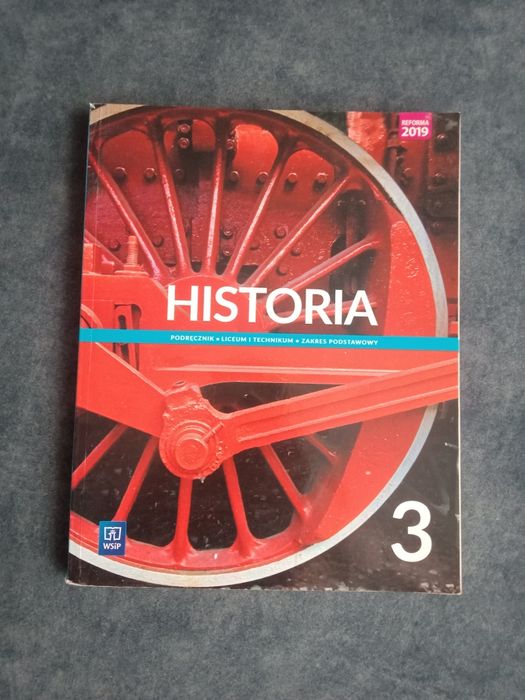 REFORMA
2019
HISTORIA
PODRĘCZNIK • LICEUM I TECHNIKUM • ZAKRES PODSTAWOWY
3
WSiP